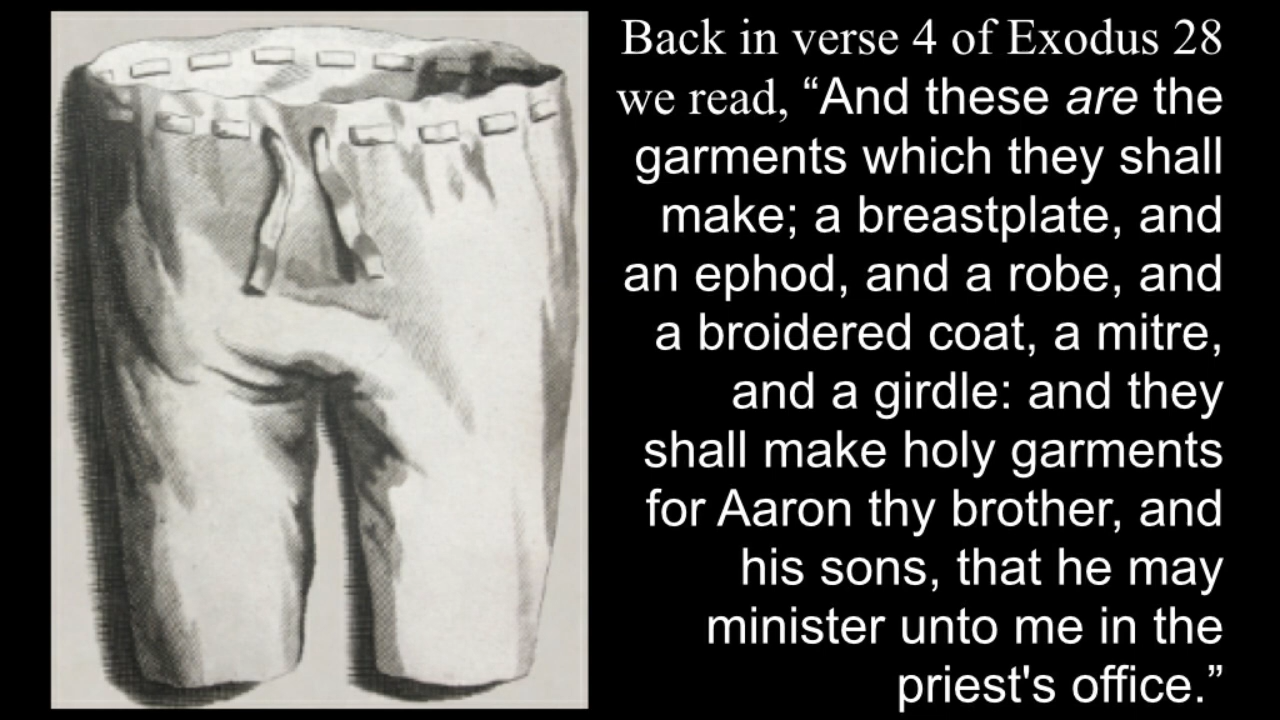 Back in verse 4 of Exodus 28
we read, “And these are the
garments which they shall
make; a breastplate, and
an ephod, and a robe, and
a broidered coat, a mitre,
and a girdle: and they
shall make holy garments
for Aaron thy brother, and
his sons, that he may
minister unto me in the
priest's office.”